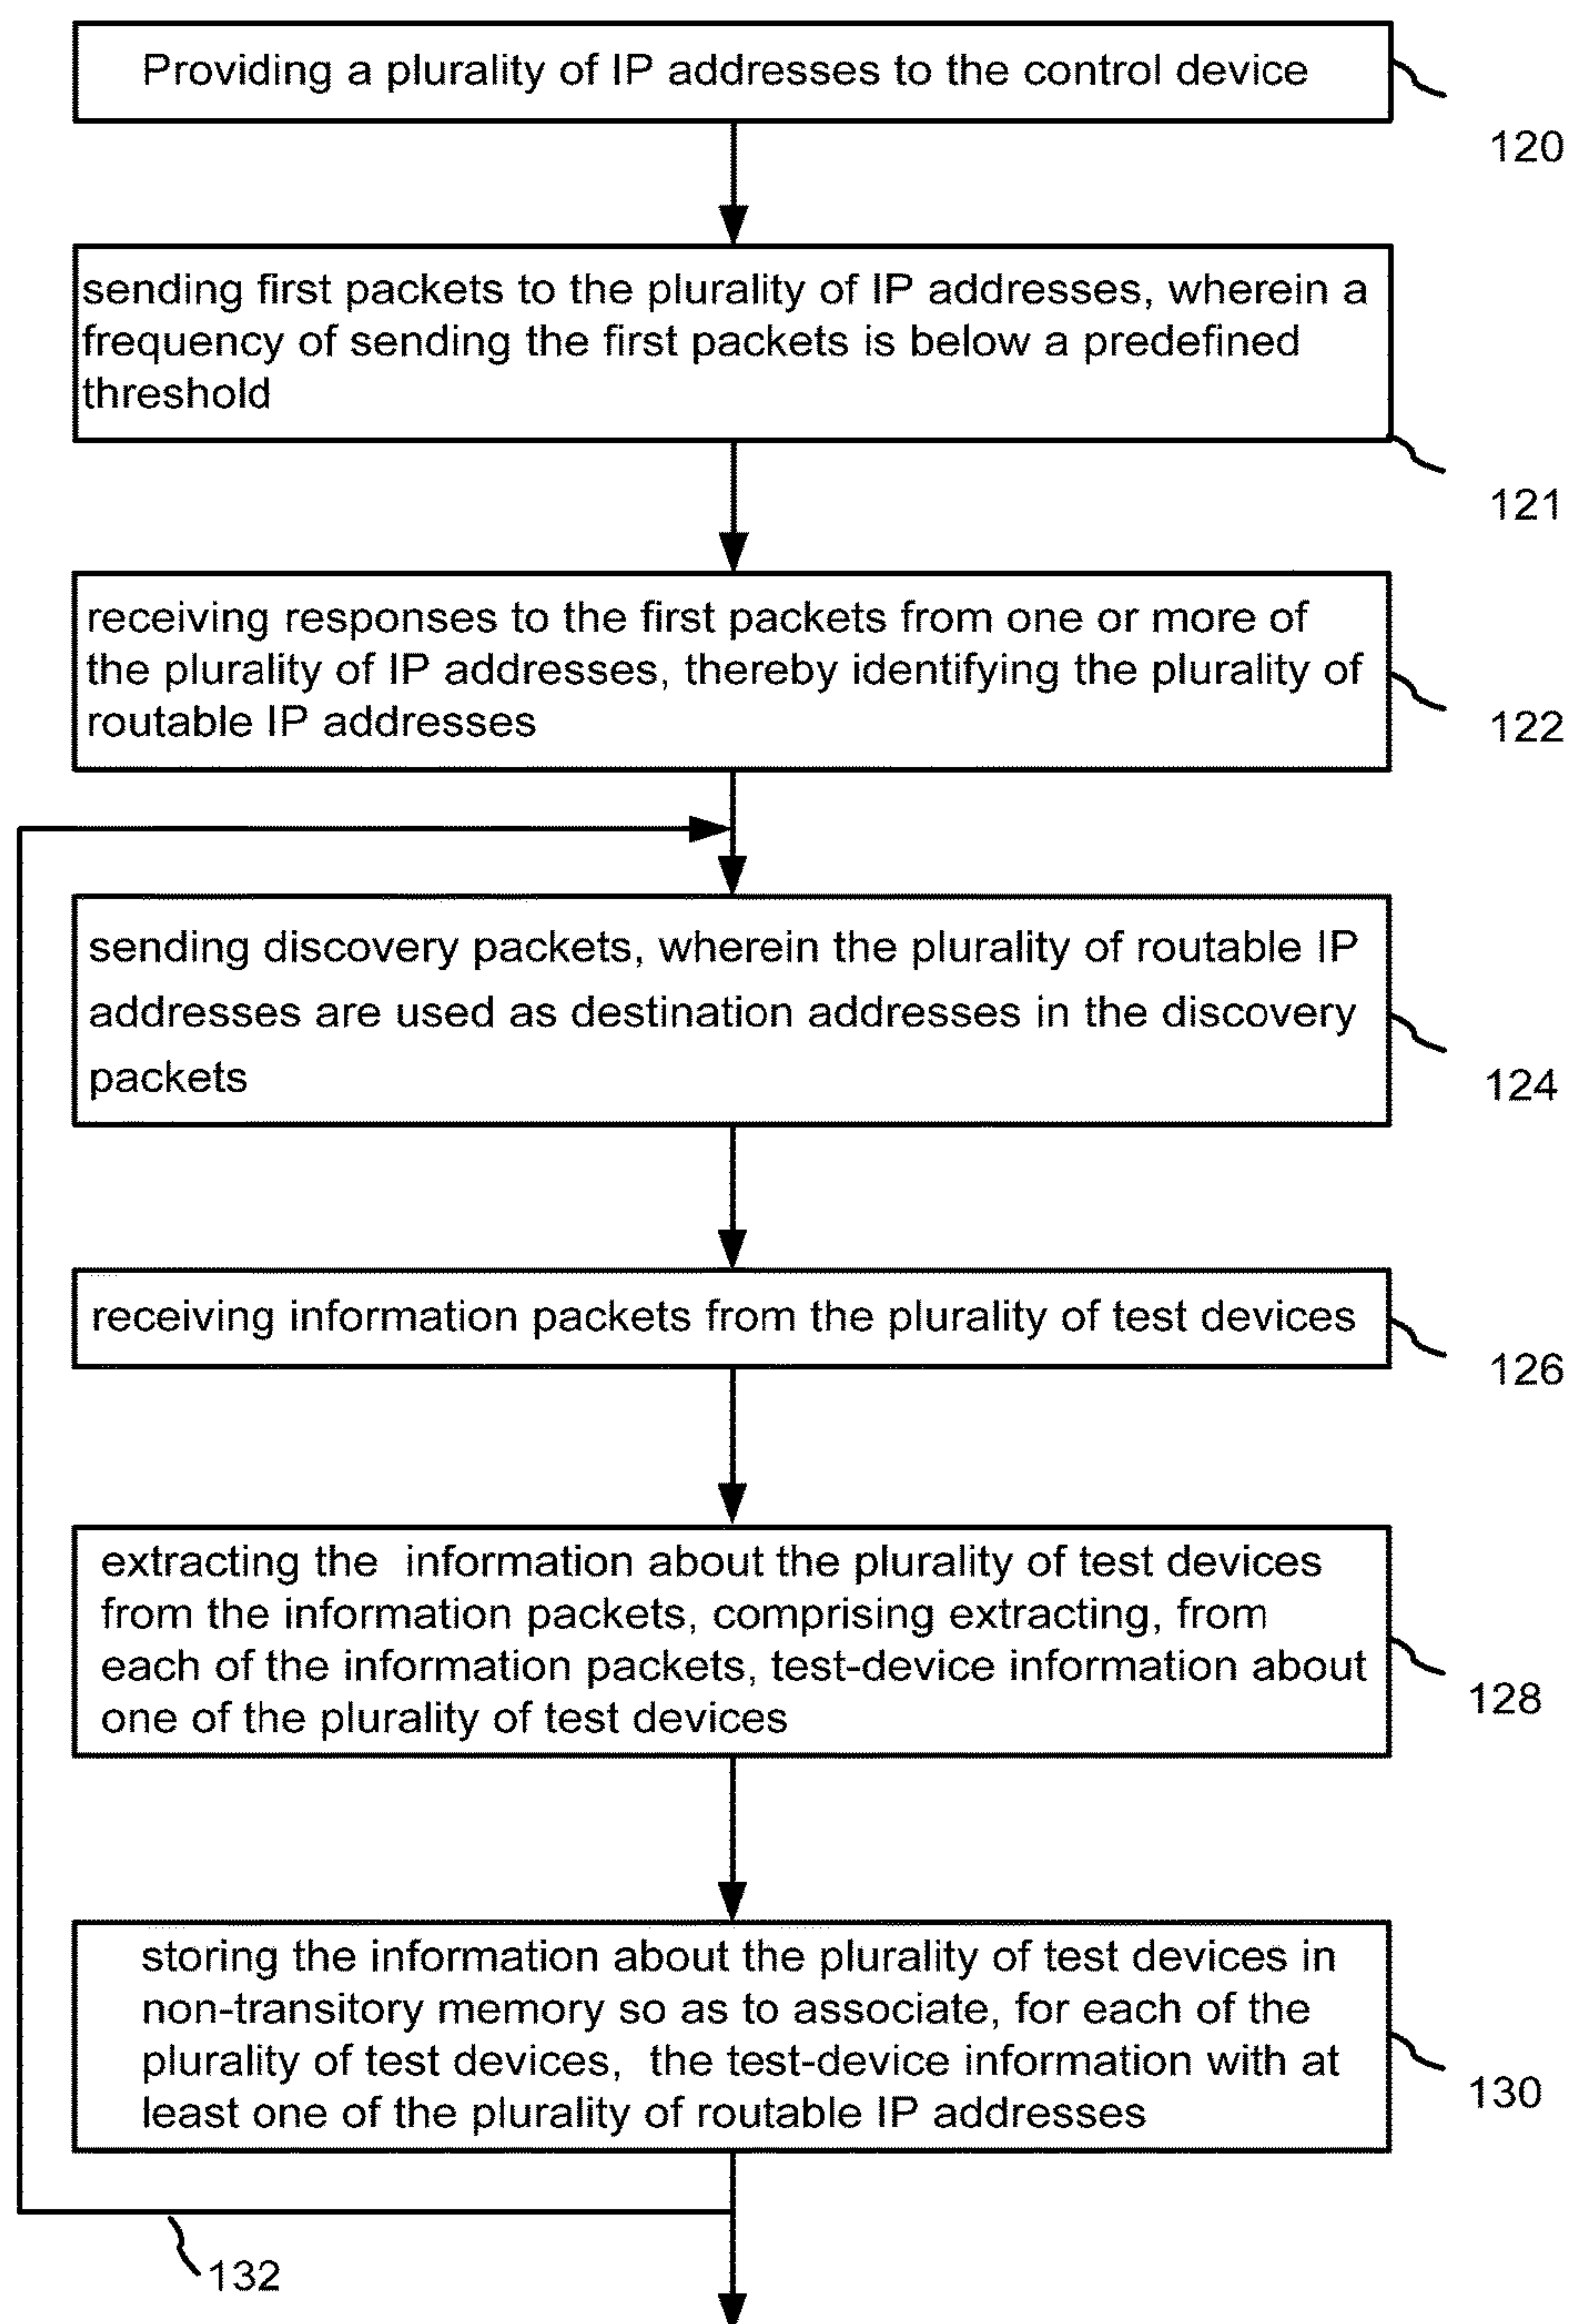 Providing a plurality of IP addresses to the control device
120
sending first packets to the plurality of IP addresses, wherein a
frequency of sending the first packets is below a predefined
threshold
121
receiving responses to the first packets from one or more of
the plurality of IP addresses, thereby identifying the plurality of
routable IP addresses
122
sending discovery packets, wherein the plurality of routable IP
addresses are used as destination addresses in the discovery
packets
124
receiving information packets from the plurality of test devices
126
extracting the information about the plurality of test devices
from the information packets, comprising extracting, from
each of the information packets, test-device information about
one of the plurality of test devices
128
storing the information about the plurality of test devices in
non-transitory memory so as to associate, for each of the
plurality of test devices, the test-device information with at
least one of the plurality of routable IP addresses
130
132